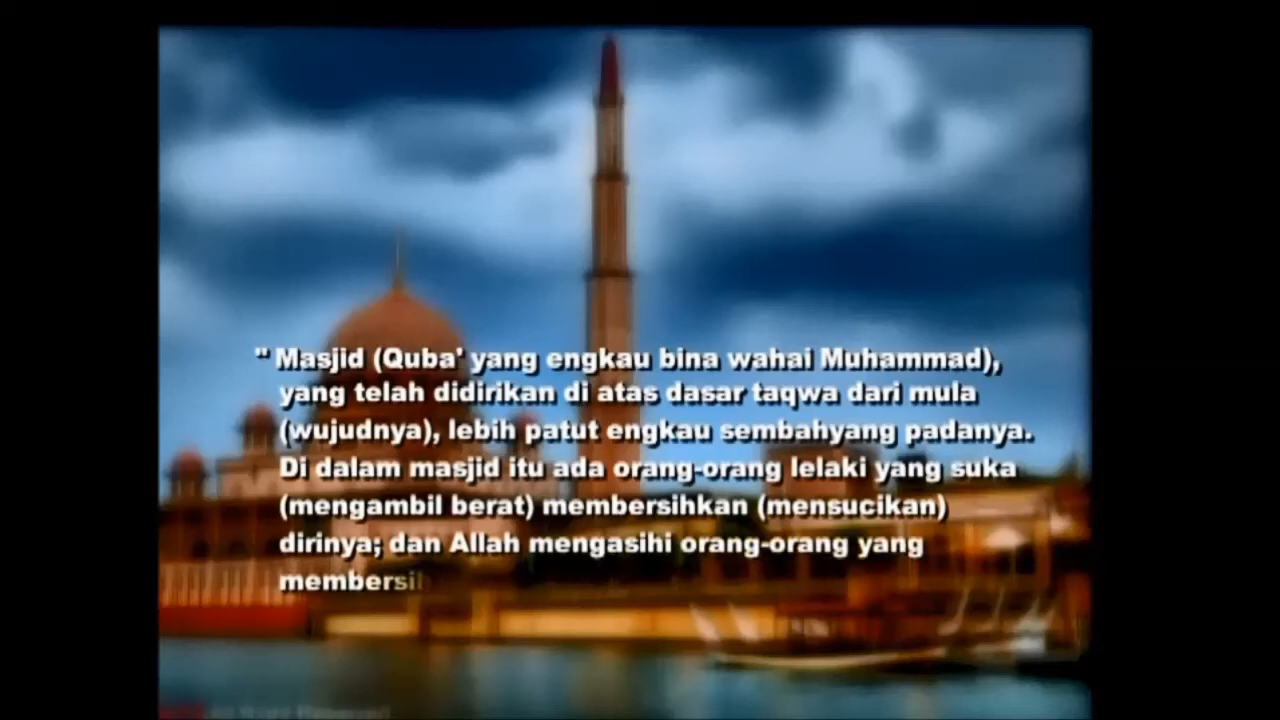 " Masjid (Quba' yang engkau bina wahai Muhammad),
yang telah didirikan di atas dasar taqwa dari mula
(wujudnya), lebih patut engkau sembahyang padanya.
Di dalam masjid itu ada orang-orang lelaki yang suka
(mengambil berat) membersihkan (mensucikan)
dirinya; dan Allah mengasihi orang-orang yang
membersih